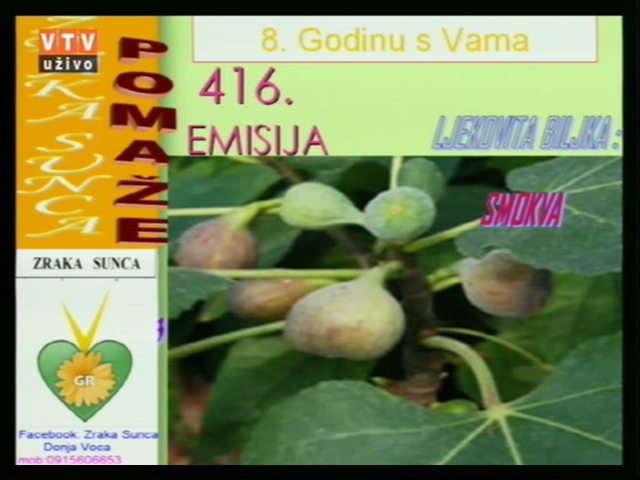 VTV
uživo
ZRAKA SUNCA
POMAŽE
8. Godinu s Vama
416.
EMISIJA
LJEKOVITA BILJKA :
SMOKVA
ZRAKA SUNCA
GR
Facebook: Zraka Sunca
Donja Voca
mob:0915606653